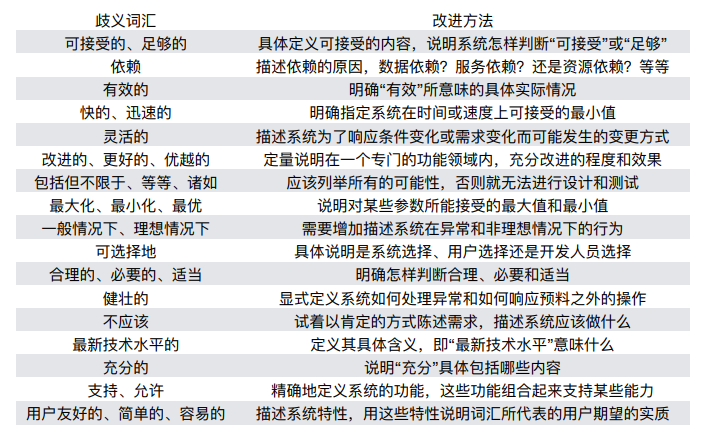 歧义词汇 改进方法
可接受的、足够的 具体定义可接受的内容，说明系统怎样判断“可接受”或“足够”
依赖 描述依赖的原因，数据依赖？服务依赖？还是资源依赖？等等
有效的 明确“有效”所意味的具体实际情况
快的、迅速的 明确指定系统在时间或速度上可接受的最小值
灵活的 描述系统为了响应条件变化或需求变化而可能发生的变更方式
改进的、更好的、优越的 定量说明在一个专门的功能领域内，充分改进的程度和效果
包括但不限于、等等、诸如 应该列举所有的可能性，否则就无法进行设计和测试
最大化、最小化、最优 说明对某些参数所能接受的最大值和最小值
一般情况下、理想情况下 需要增加描述系统在异常和非理想情况下的行为
可选择地 具体说明是系统选择、用户选择还是开发人员选择
合理的、必要的、适当 明确怎样判断合理、必要和适当
健壮的 显式定义系统如何处理异常和如何响应预料之外的操作
不应该 试着以肯定的方式陈述需求，描述系统应该做什么
最新技术水平的 定义其具体含义，即“最新技术水平”意味什么
充分的 说明“充分”具体包括哪些内容
支持、允许 精确地定义系统的功能，这些功能组合起来支持某些能力
用户友好的、简单的、容易的 描述系统特性，用这些特性说明词汇所代表的用户期望的实质